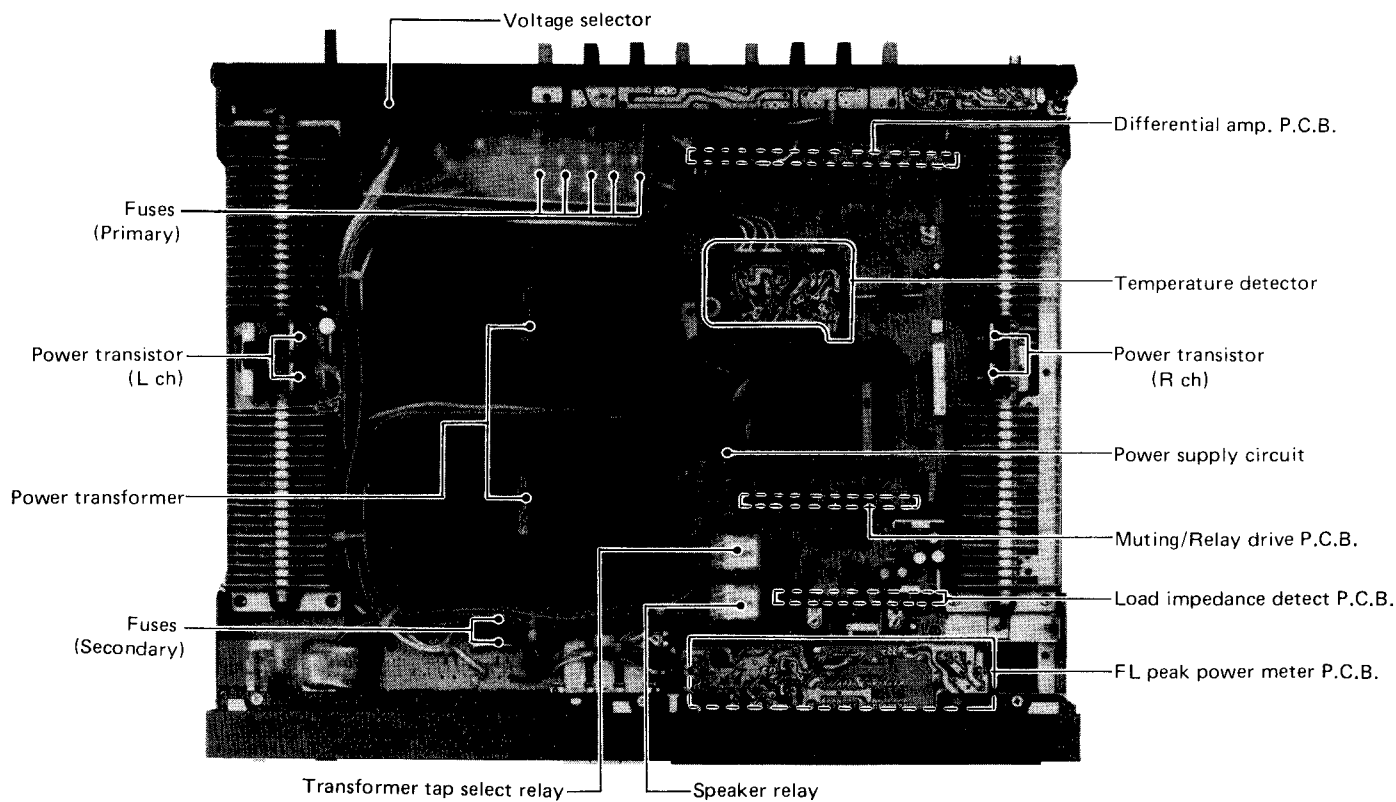 Voltage selector
Differential amp. P.C.B.
Fuses
(Primary)
Temperature detector
Power transistor
(L ch)
Power transistor
(R ch)
Power supply circuit
Power transformer
Muting/Relay drive P.C.B.
Load impedance detect P.C.B.
Fuses
(Secondary)
FL peak power meter P.C.B.
Transformer tap select relay
Speaker relay